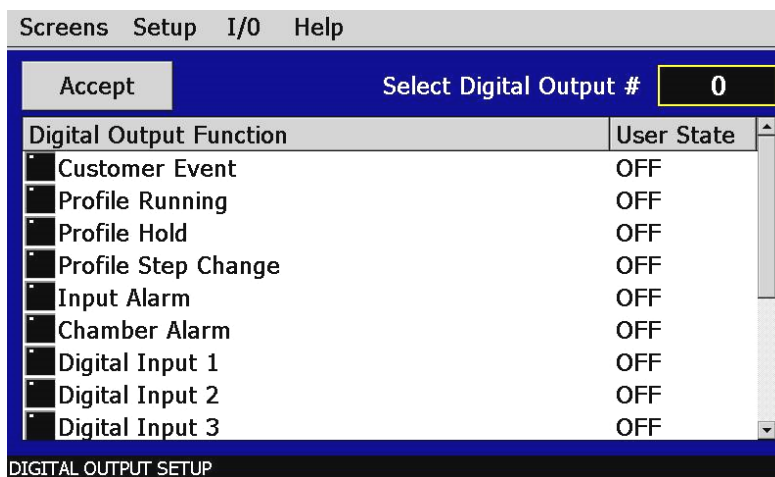 Screens Setup I/O Help
Accept Select Digital Output # 0
Digital Output Function User State
Customer Event OFF
Profile Running OFF
Profile Hold OFF
Profile Step Change OFF
Input Alarm OFF
Chamber Alarm OFF
Digital Input 1 OFF
Digital Input 2 OFF
Digital Input 3 OFF
DIGITAL OUTPUT SETUP